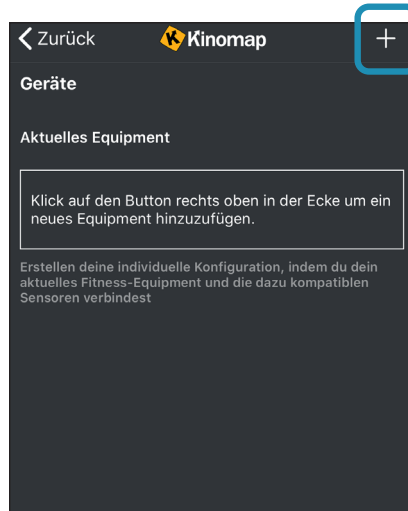 Zurück
Kinomap
+
Geräte
Aktuelles Equipment
Klick auf den Button rechts oben in der Ecke um ein
neues Equipment hinzuzufügen.
Erstellen deine individuelle Konfiguration, indem du dein
aktuelles Fitness-Equipment und die dazu kompatiblen
Sensoren verbindest